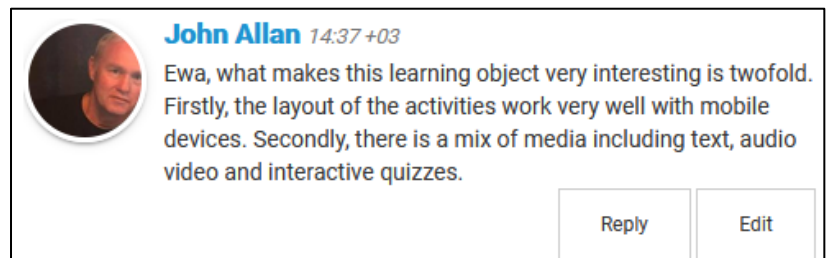 John Allan 14:37 +03
Ewa, what makes this learning object very interesting is twofold.
Firstly, the layout of the activities work very well with mobile
devices. Secondly, there is a mix of media including text, audio
video and interactive quizzes.
Reply Edit